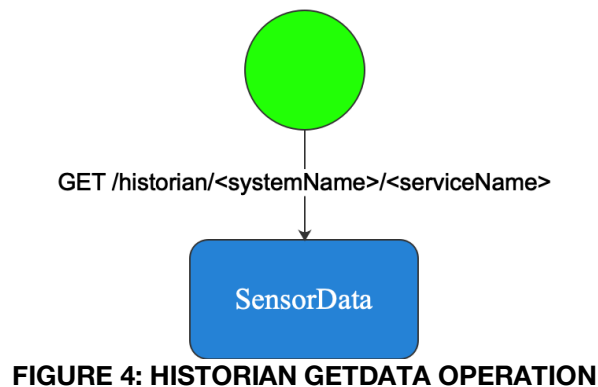 GET /historian/<systemName>/<serviceName>
SensorData
FIGURE 4: HISTORIAN GETDATA OPERATION